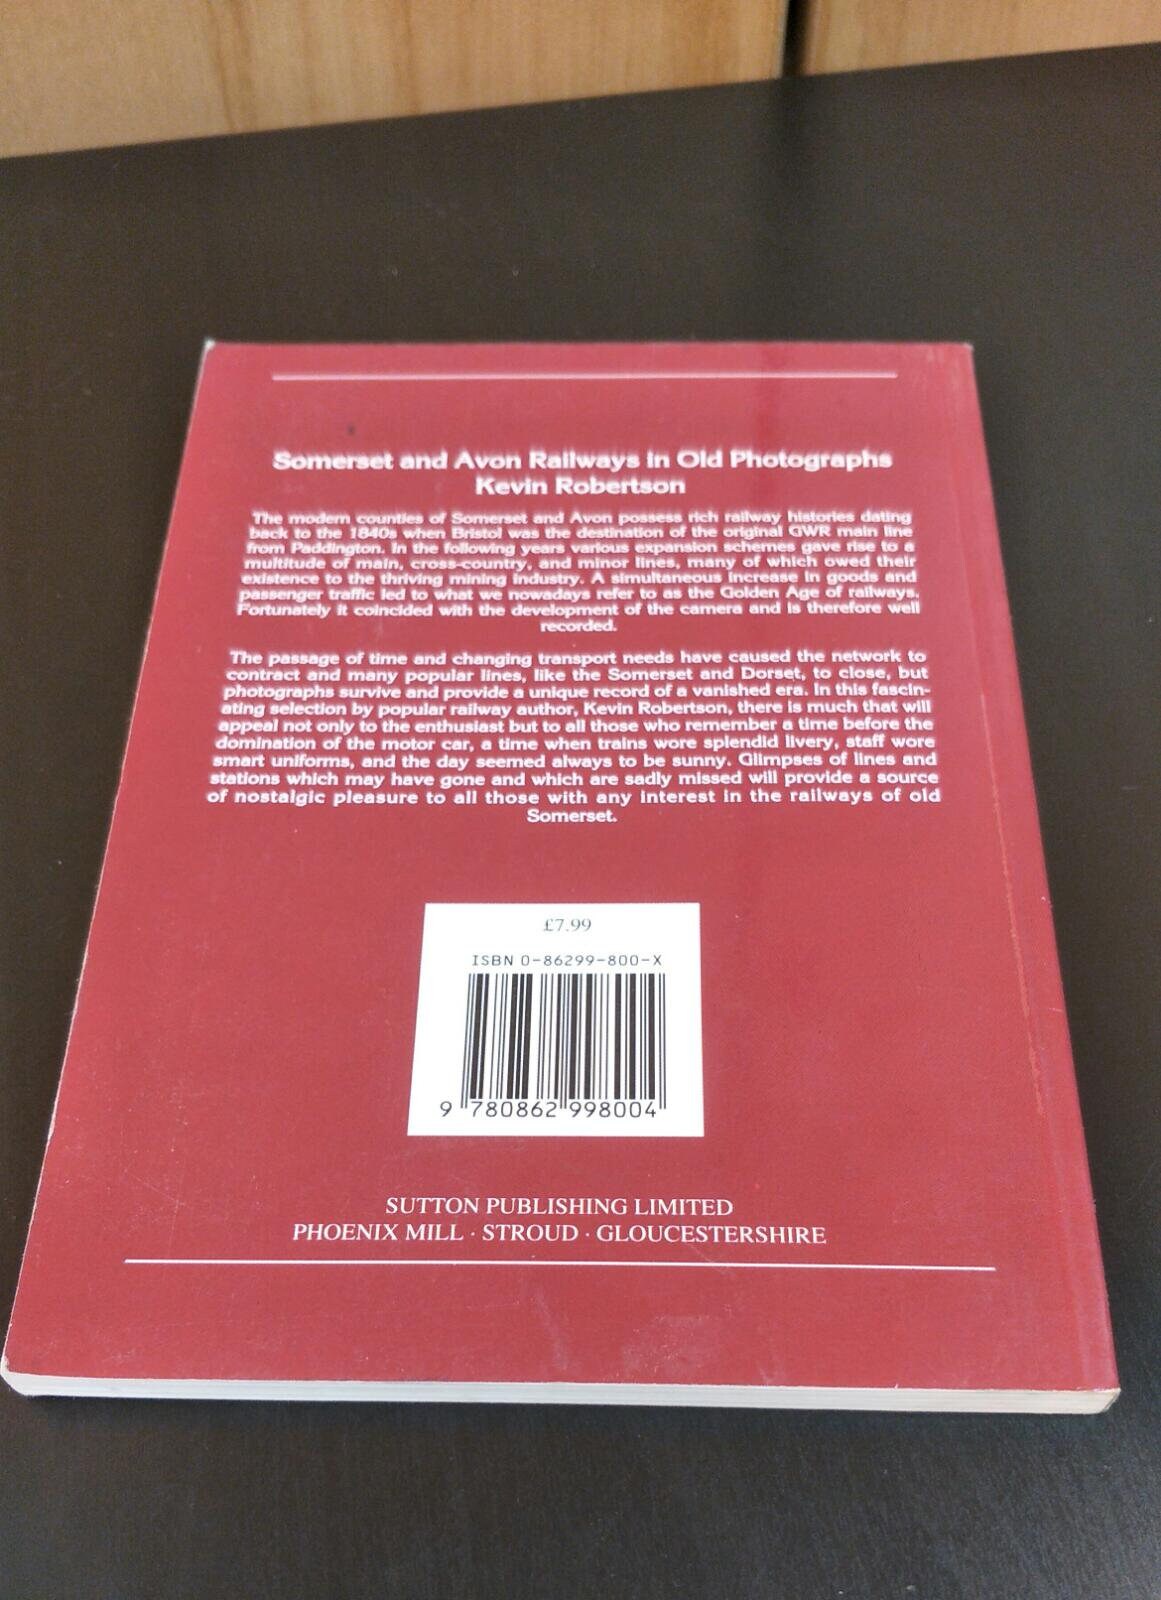 Somerset and Avon Railways in Old Photographs
Kevin Robertson
The modern counties of Somerset and Avon possess rich railway histories dating
back to the 1840s when Bristol was the destination of the original GWR main line
from Paddington. In the following years various expansion schemes gave rise to a
multitude of main, cross-country, and minor lines, many of which owed their
existence to the thriving mining industry. A simultaneous increase in goods and
passenger traffic led to what we nowadays refer to as the Golden Age of railways.
Fortunately it coincided with the development of the camera and is therefore well
recorded.
The passage of time and changing transport needs have caused the network to
contract and many popular lines, like the Somerset and Dorset, to close, but
photographs survive and provide a unique record of a vanished era. In this fascin-
ating selection by popular railway author, Kevin Robertson, there is much that will
appeal not only to the enthusiast but to all those who remember a time before the
domination of the motor car, a time when trains wore splendid livery, staff wore
smart uniforms, and the day seemed always to be sunny. Glimpses of lines and
stations which may have gone and which are sadly missed will provide a source
of nostalgic pleasure to all those with any interest in the railways of old
Somerset.
£7.99
ISBN 0-86299-800-X
9 780862 998004
SUTTON PUBLISHING LIMITED
PHOENIX MILL · STROUD · GLOUCESTERSHIRE